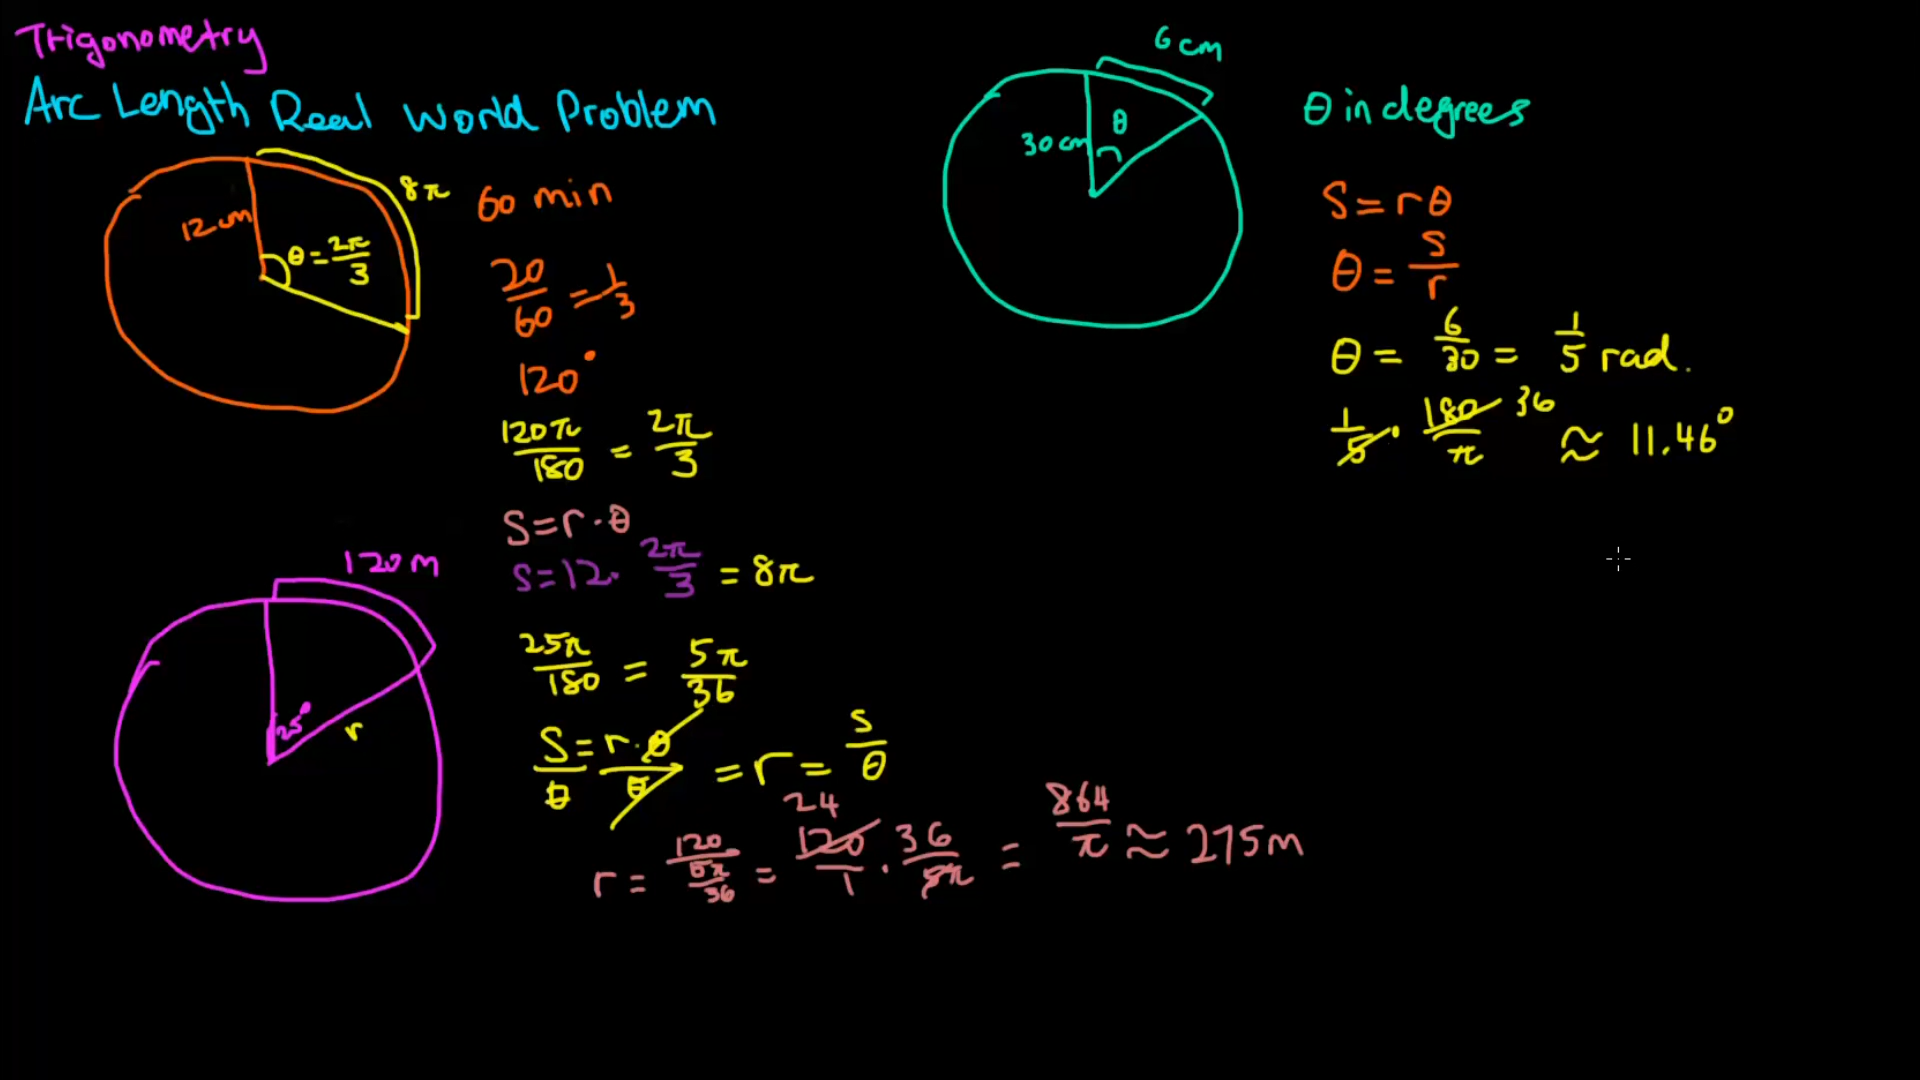 Trigonometry
Arc Length Real World Problem
12 cm
θ = 2π/3
8π
60 min
20/60 = 1/3
120°
120π/180 = 2π/3
S = r · θ
S = 12 · 2π/3 = 8π
120 m
25°
r
25π/180 = 5π/36
S/θ = r · θ/θ = r = S/θ
r = 120/(5π/36) = 24 120/1 · 36/5π = 864/π ≈ 275 m
6 cm
30 cm
θ
θ in degrees
S = rθ
θ = S/r
θ = 6/30 = 1/5 rad.
1/5 · 180/π 36 ≈ 11.46°